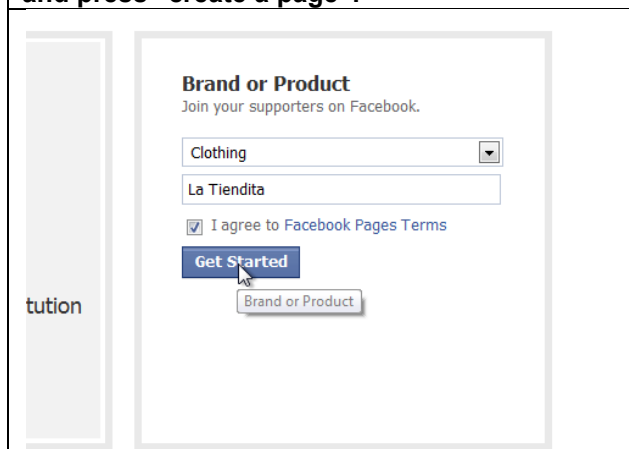 and press "create a page".
Brand or Product
Join your supporters on Facebook.
Clothing
La Tiendita
I agree to Facebook Pages Terms
Get Started
Brand or Product
tution